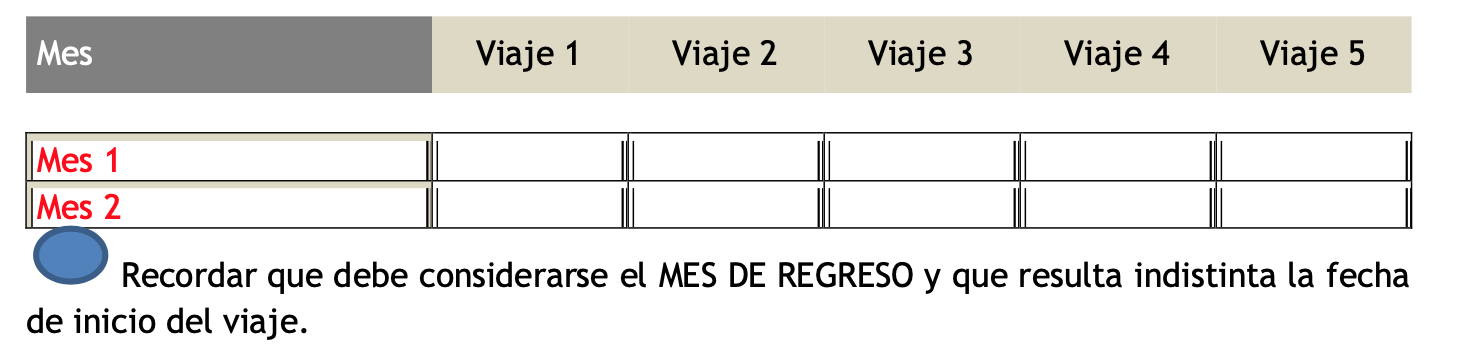 Mes Viaje 1 Viaje 2 Viaje 3 Viaje 4 Viaje 5
Mes 1
Mes 2
Recordar que debe considerarse el MES DE REGRESO y que resulta indistinta la fecha
de inicio del viaje.